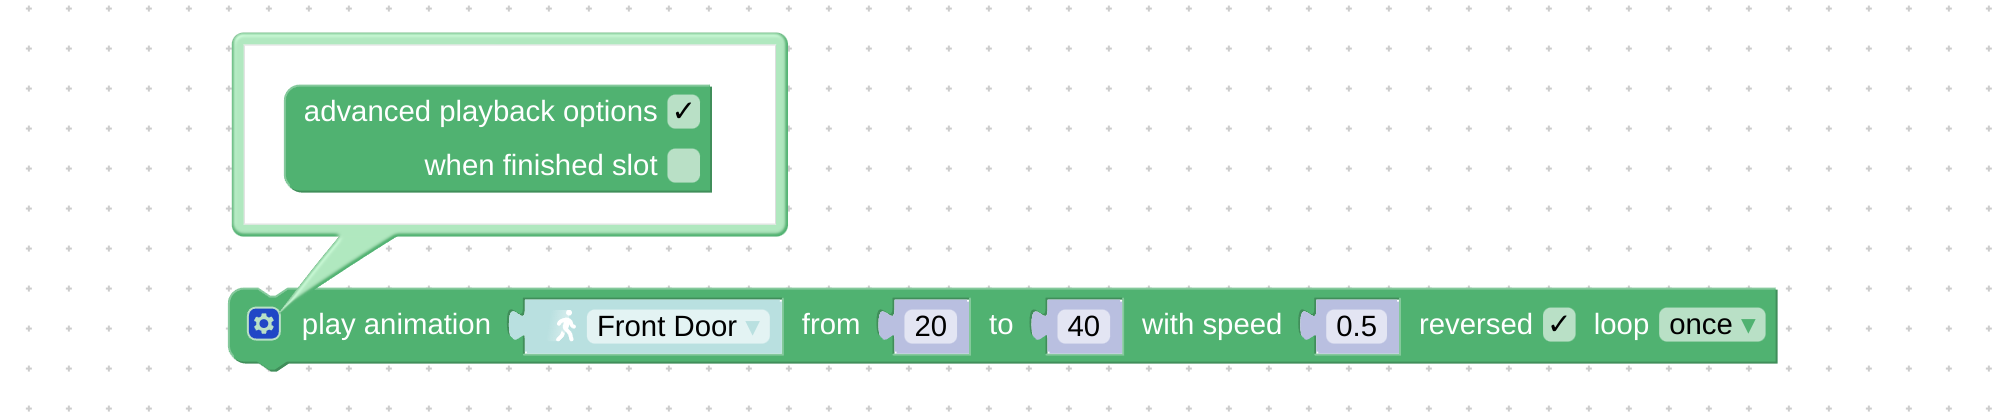 advanced playback options ✓
when finished slot
play animation Front Door ▾ from 20 to 40 with speed 0.5 reversed ✓ loop once ▾